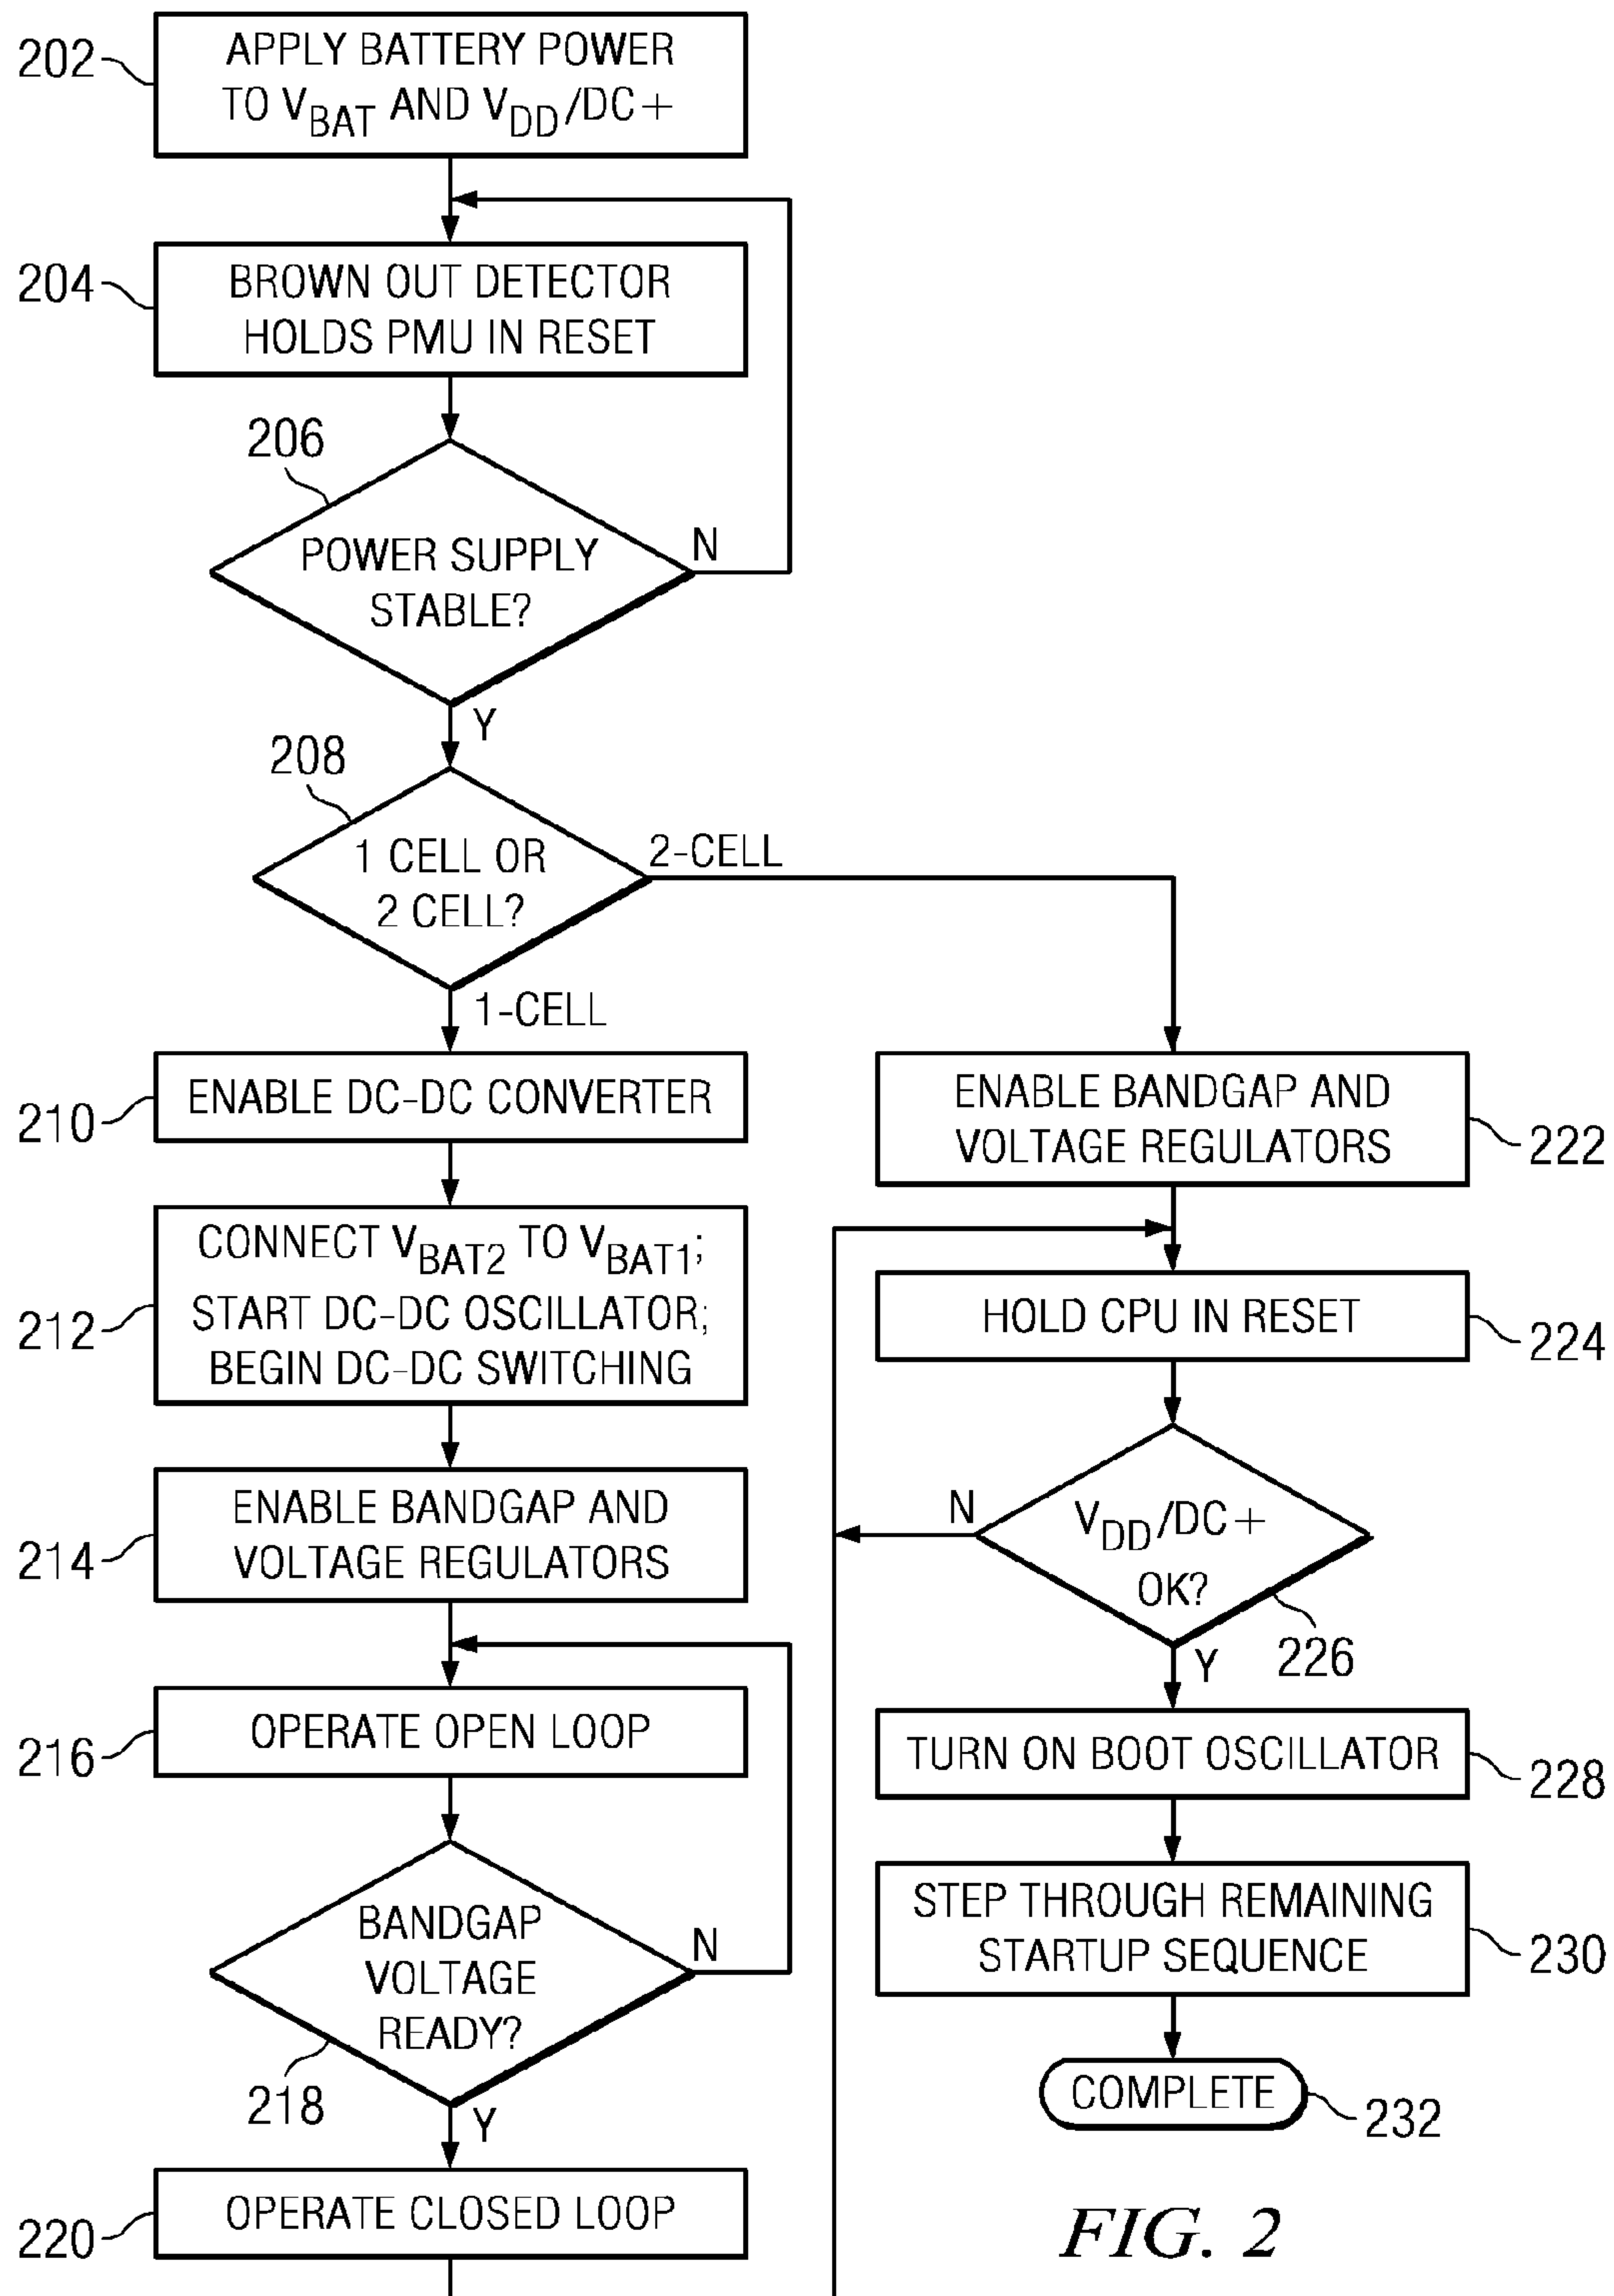 202
APPLY BATTERY POWER
TO VBAT AND VDD/DC+
204
BROWN OUT DETECTOR
HOLDS PMU IN RESET
206
POWER SUPPLY
STABLE?
N
Y
208
1 CELL OR
2 CELL?
2-CELL
1-CELL
210
ENABLE DC-DC CONVERTER
212
CONNECT VBAT2 TO VBAT1;
START DC-DC OSCILLATOR;
BEGIN DC-DC SWITCHING
214
ENABLE BANDGAP AND
VOLTAGE REGULATORS
216
OPERATE OPEN LOOP
BANDGAP
VOLTAGE
READY?
N
218
Y
220
OPERATE CLOSED LOOP
ENABLE BANDGAP AND
VOLTAGE REGULATORS
222
HOLD CPU IN RESET
224
N
VDD/DC+
OK?
226
Y
TURN ON BOOT OSCILLATOR
228
STEP THROUGH REMAINING
STARTUP SEQUENCE
230
COMPLETE
232
FIG. 2